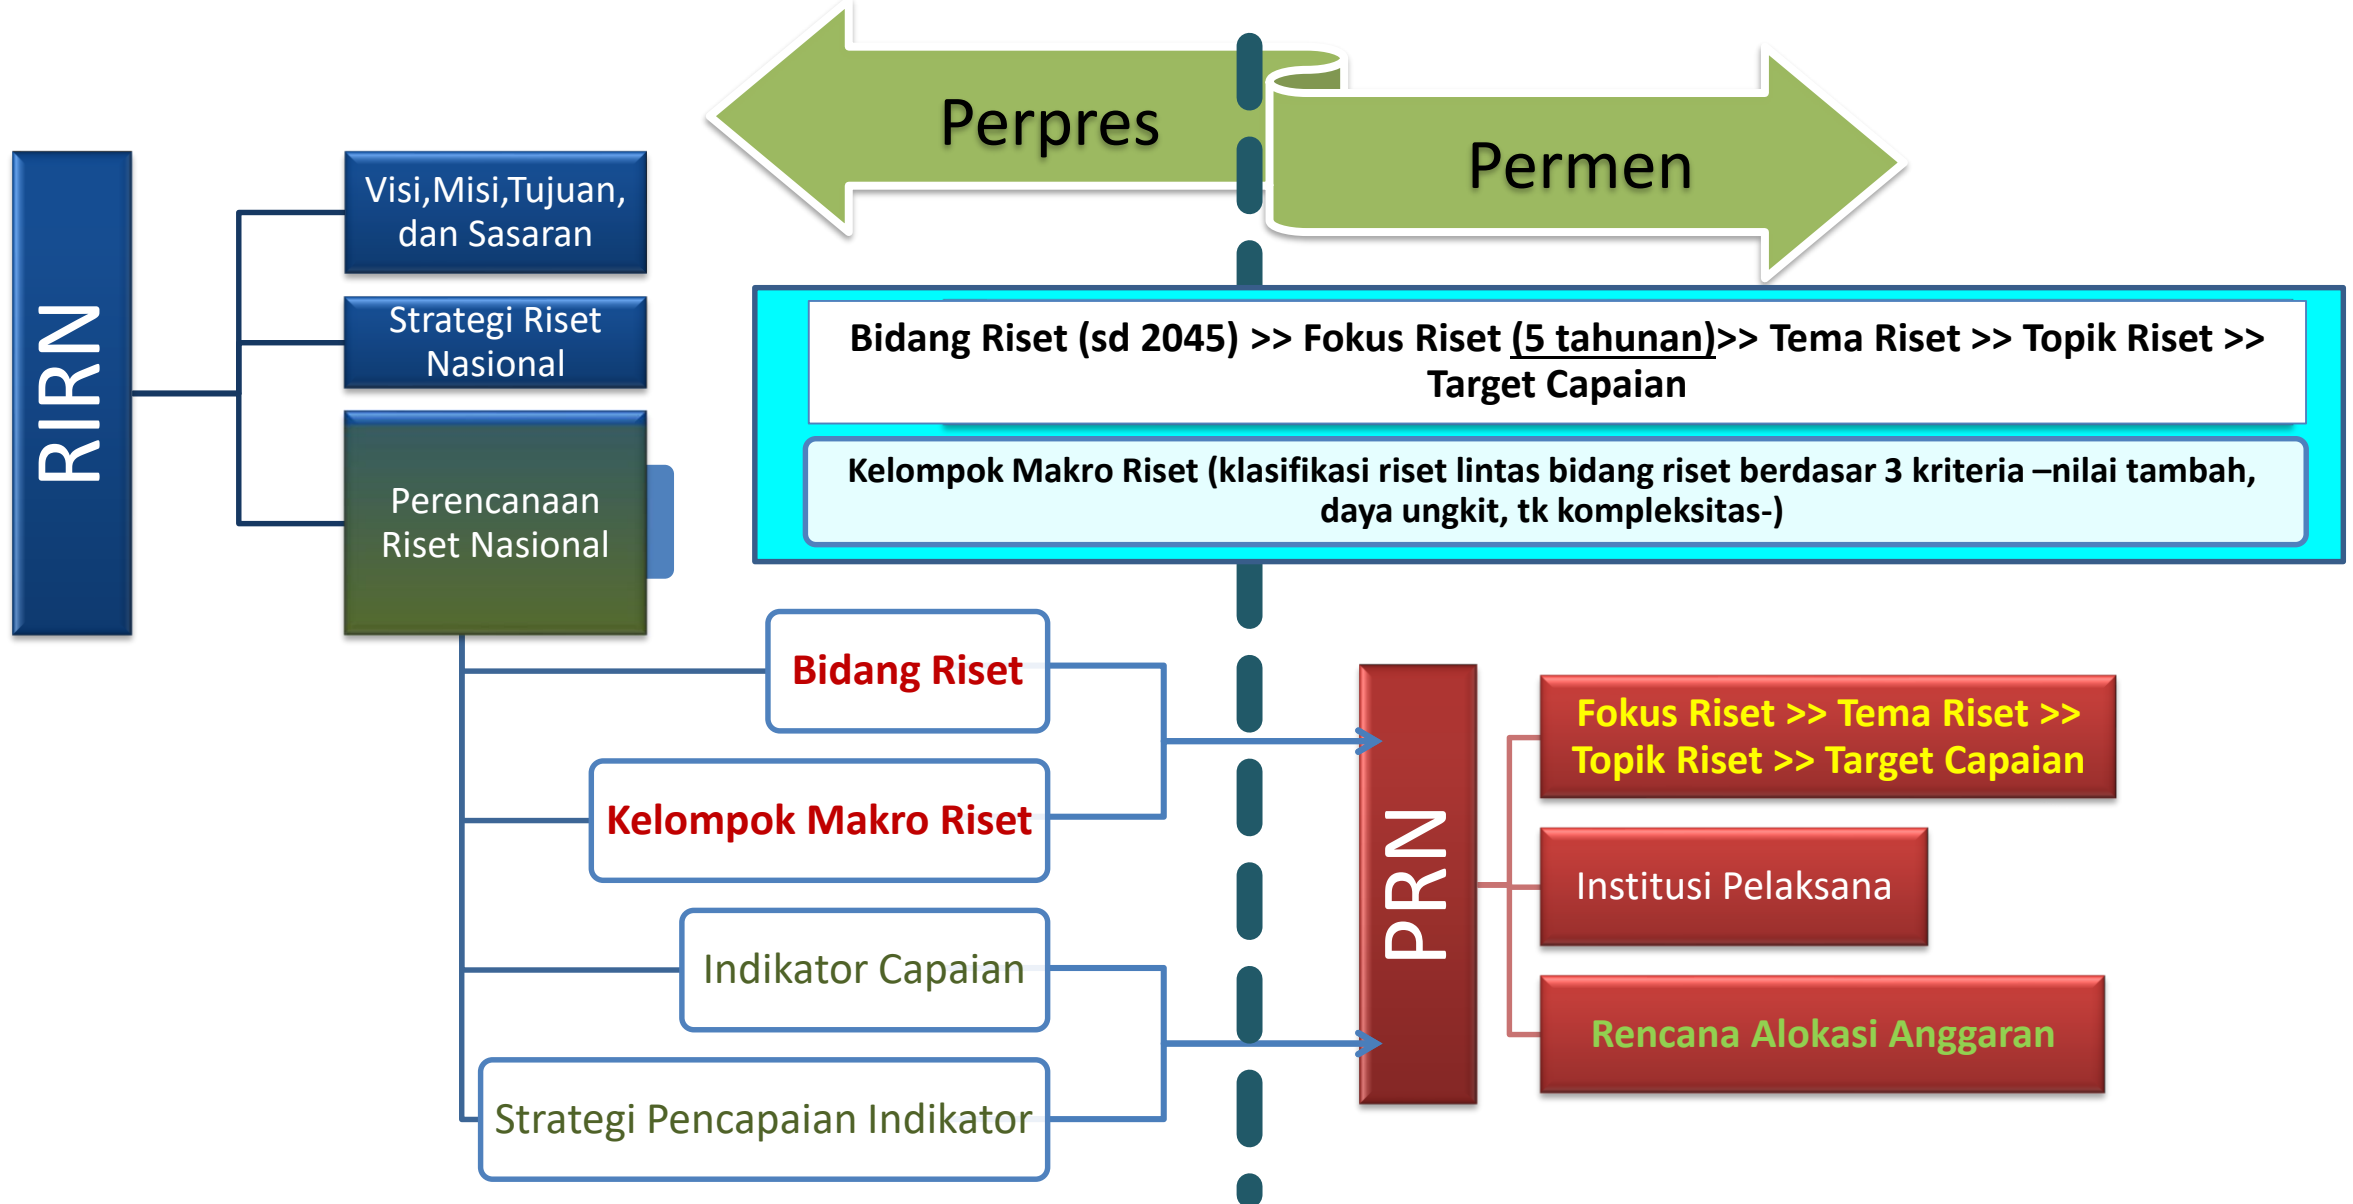 Perpres
Permen
RIRN
Visi,Misi,Tujuan,
dan Sasaran
Strategi Riset
Nasional
Perencanaan
Riset Nasional
Bidang Riset (sd 2045) >> Fokus Riset (5 tahunan)>> Tema Riset >> Topik Riset >>
Target Capaian
Kelompok Makro Riset (klasifikasi riset lintas bidang riset berdasar 3 kriteria –nilai tambah,
daya ungkit, tk kompleksitas-)
Bidang Riset
Kelompok Makro Riset
Indikator Capaian
Strategi Pencapaian Indikator
PRN
Fokus Riset >> Tema Riset >>
Topik Riset >> Target Capaian
Institusi Pelaksana
Rencana Alokasi Anggaran